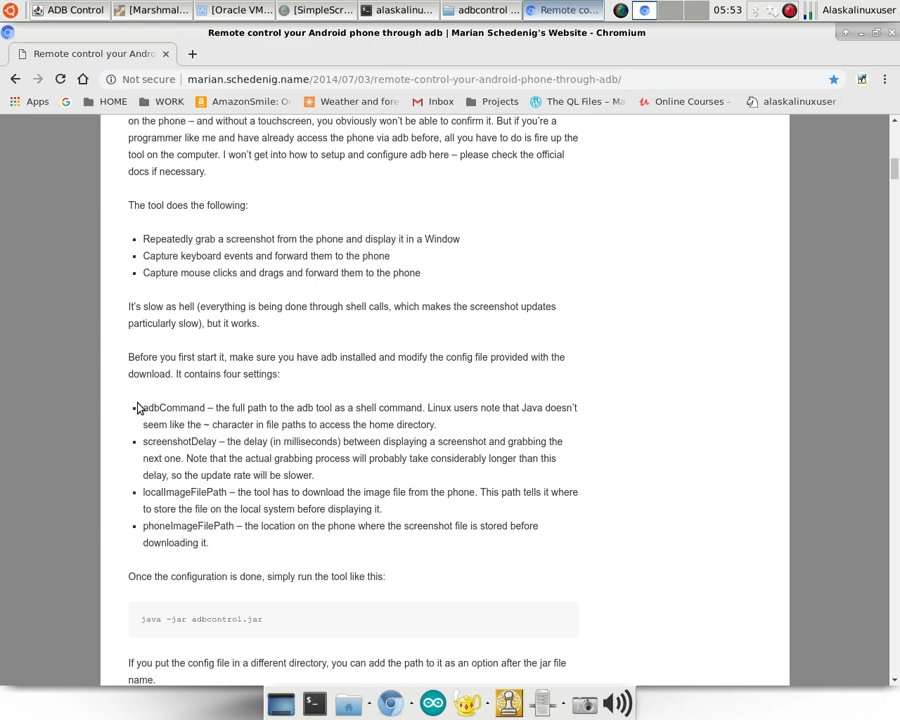 ADB Control
[Marshmal...
[Oracle VM...
[SimpleScr...
alaskalinu...
adbcontrol ...
Remote co...
05:53
Alaskalinuxuser
Remote control your Android phone through adb | Marian Schedenig's Website - Chromium
Remote control your Andro
Not secure | marian.schedenig.name/2014/07/03/remote-control-your-android-phone-through-adb/
Apps
HOME
WORK
AmazonSmile: O
Weather and fore
Inbox
Projects
The QL Files – Ma
Online Courses -
alaskalinuxuser
on the phone – and without a touchscreen, you obviously won't be able to confirm it. But if you're a
programmer like me and have already access the phone via adb before, all you have to do is fire up the
tool on the computer. I won't get into how to setup and configure adb here – please check the official
docs if necessary.
The tool does the following:
Repeatedly grab a screenshot from the phone and display it in a Window
Capture keyboard events and forward them to the phone
Capture mouse clicks and drags and forward them to the phone
It's slow as hell (everything is being done through shell calls, which makes the screenshot updates
particularly slow), but it works.
Before you first start it, make sure you have adb installed and modify the config file provided with the
download. It contains four settings:
adbCommand – the full path to the adb tool as a shell command. Linux users note that Java doesn't
seem like the ~ character in file paths to access the home directory.
screenshotDelay – the delay (in milliseconds) between displaying a screenshot and grabbing the
next one. Note that the actual grabbing process will probably take considerably longer than this
delay, so the update rate will be slower.
localImageFilePath – the tool has to download the image file from the phone. This path tells it where
to store the file on the local system before displaying it.
phoneImageFilePath – the location on the phone where the screenshot file is stored before
downloading it.
Once the configuration is done, simply run the tool like this:
java -jar adbcontrol.jar
If you put the config file in a different directory, you can add the path to it as an option after the jar file
name.